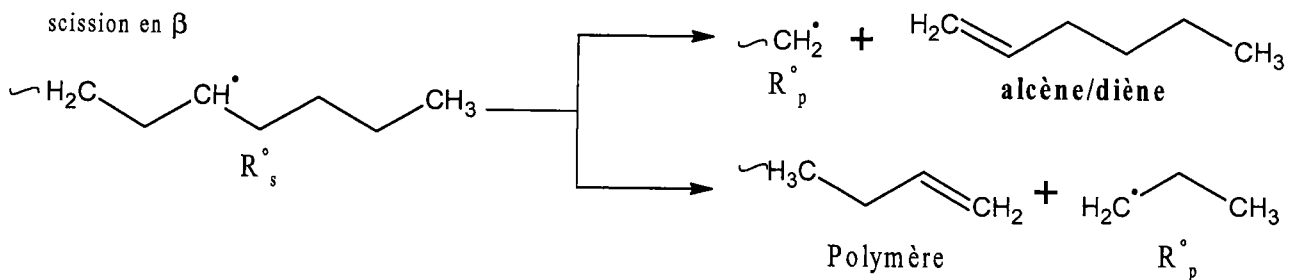 scission en β
H₂C
CH•
CH₃
R°s
CH₂•
R°p
+
H₂C
CH₃
alcène/diène
H₃C
CH₂
Polymère
+
H₂C•
CH₃
R°p